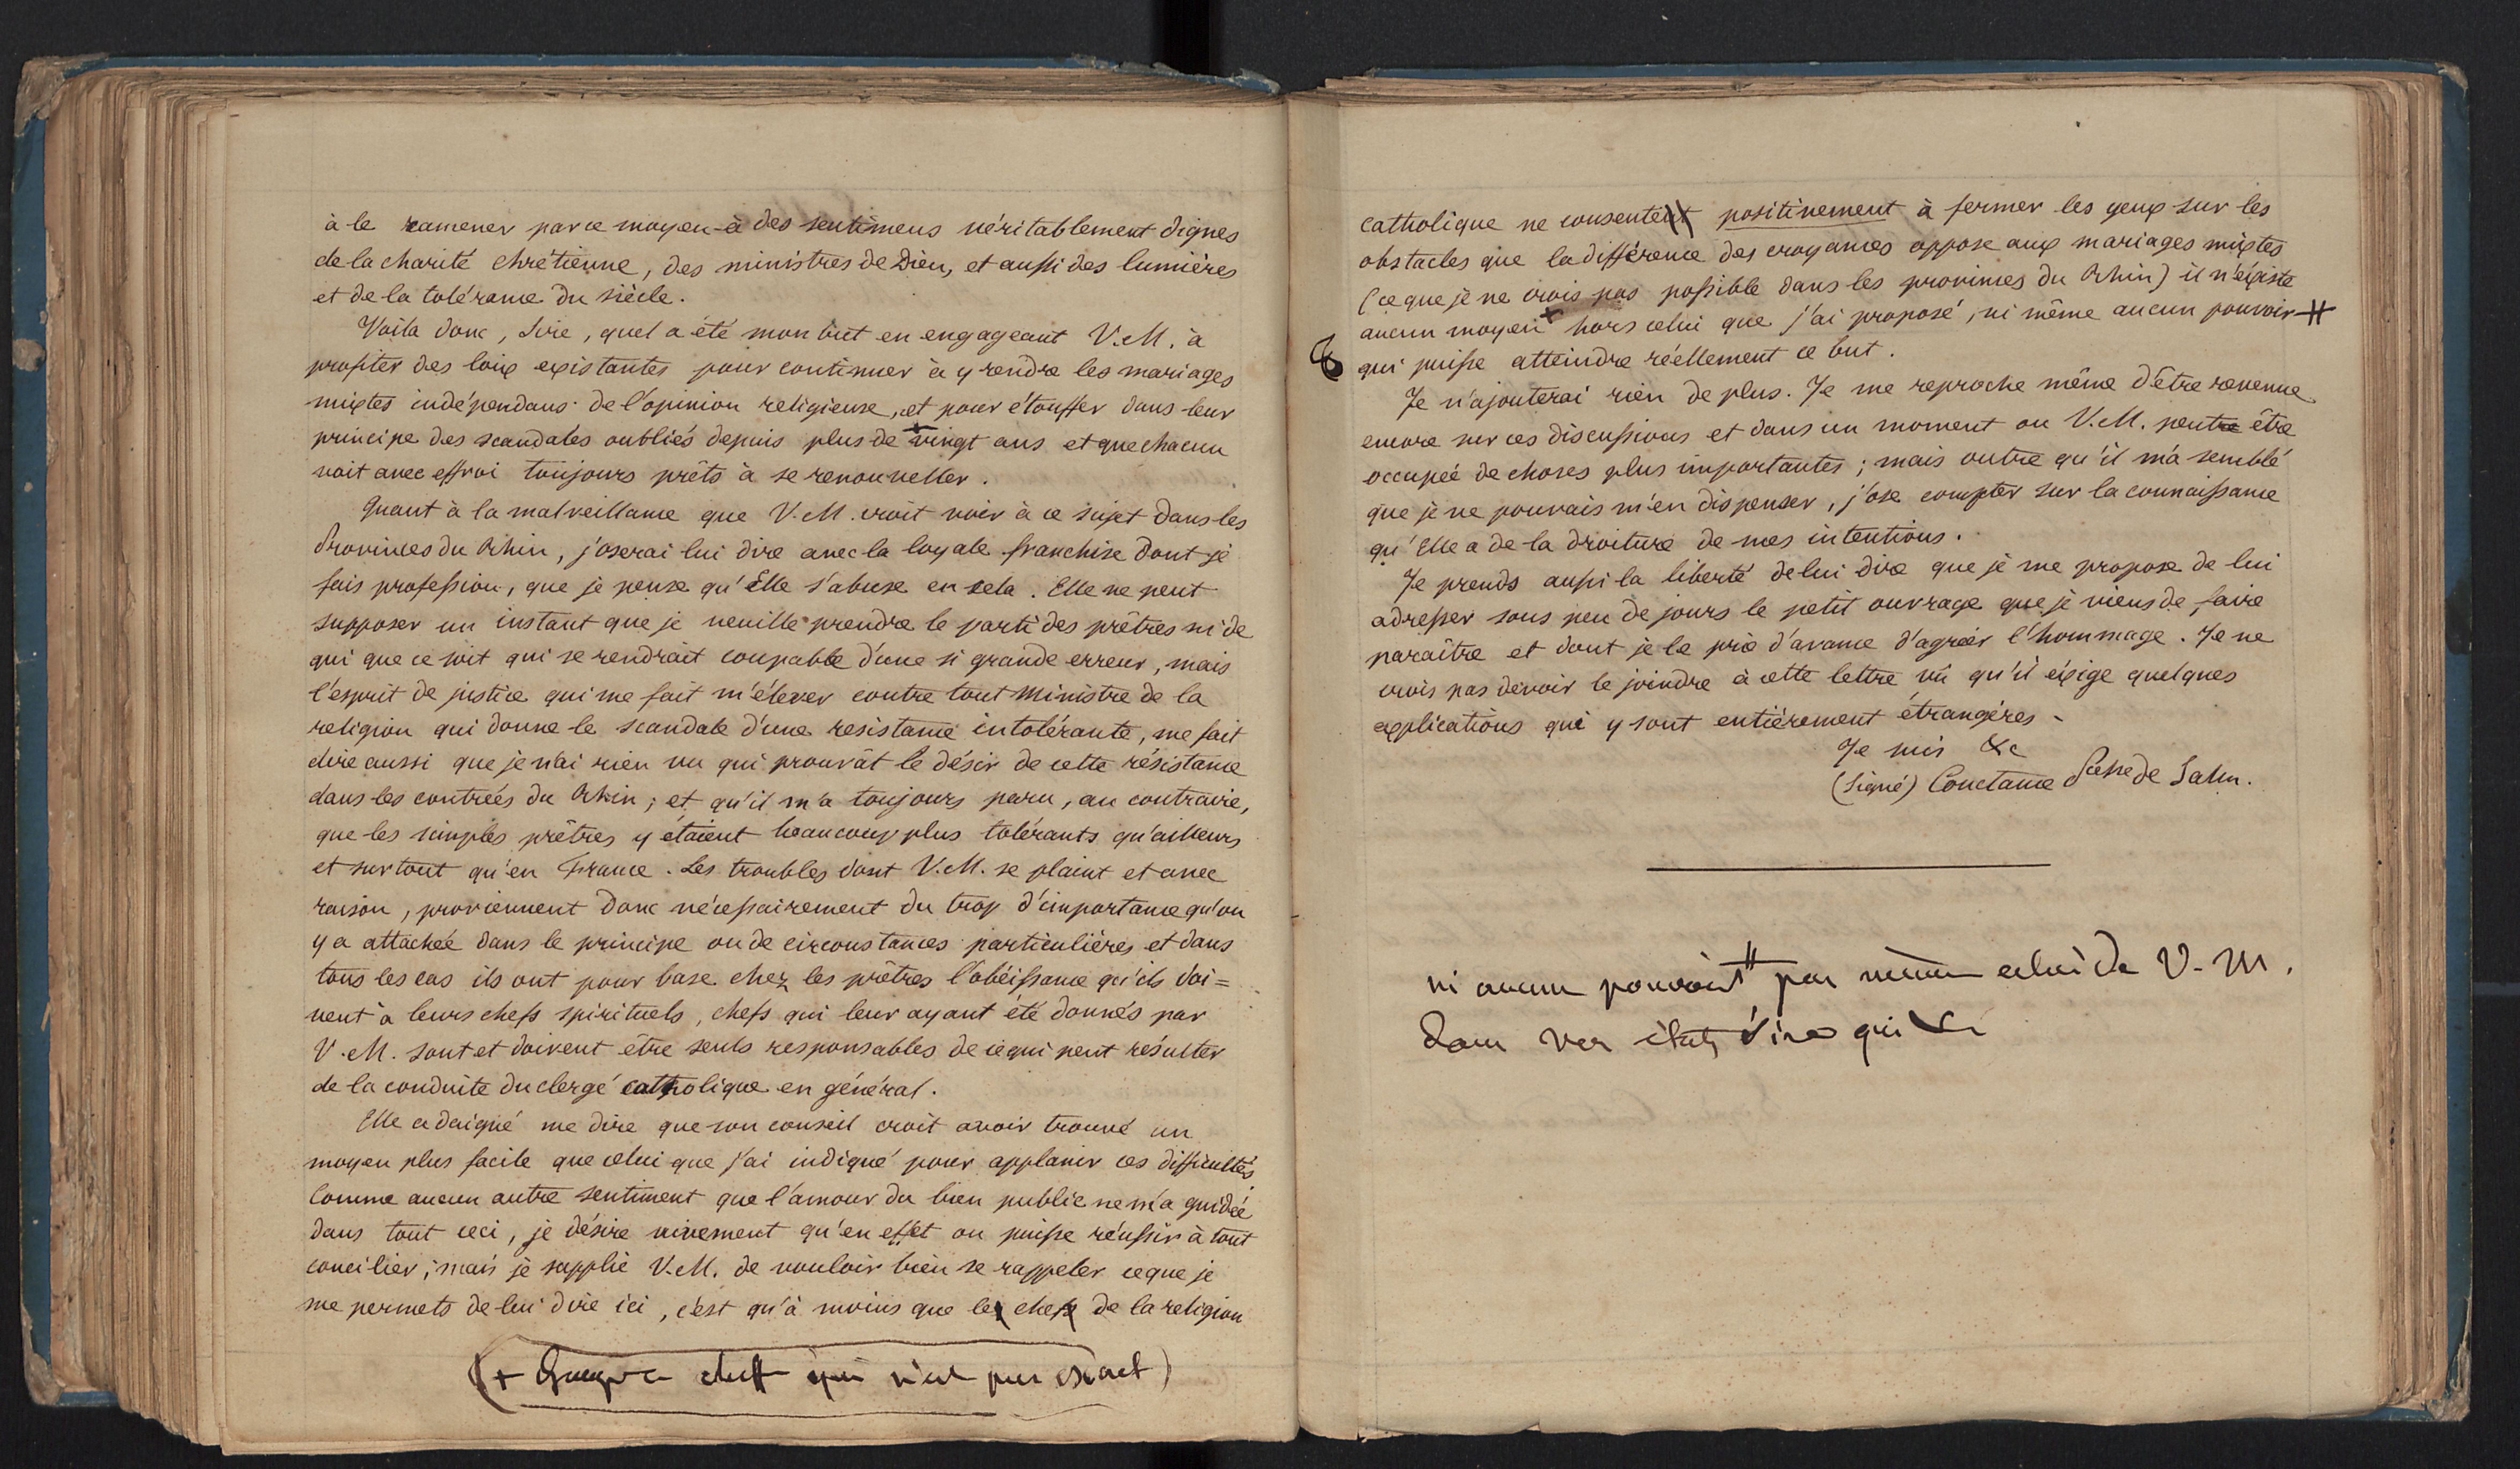 à le ramener par ce moyen à des sentimens véritablement dignes
de la charité chrétienne, des ministres de Dieu, et aussi des lumières
et de la tolérance du siècle.
Voila donc, Sire, quel a été mon but en engageant V. M. à
profiter des loix existantes pour continuer à y rendre les mariages
mixtes indépendans de l'opinion religieuse, et pour étouffer dans leur
principe des scandales oubliés depuis plus de vingt ans et que chacun
voit avec effroi toujours prêts à se renouveller.
Quant à la malveillance que V. M. croit voir à ce sujet dans les
Provinces du Rhin, j'oserai lui dire avec la loyale franchise dont je
fais profession, que je pense qu'Elle s'abuse en cela. Elle ne peut
supposer un instant que je veuille prendre le parti des prêtres ni de
qui que ce soit qui se rendrait coupable d'une si grande erreur, mais
l'esprit de justice qui me fait m'élever contre tout Ministre de la
religion qui donne le scandale d'une resistance intolérante, me fait
dire aussi que je n'ai rien vu qui prouvât le désir de cette résistance
dans les contrées du Rhin; et qu'il m'a toujours paru, au contraire,
que les simples prêtres y étaient beaucoup plus tolérants qu'ailleurs
et surtout qu'en France. Les troubles dont V. M. se plaint et avec
raison, proviennent donc nécessairement du trop d'importance qu'on
y a attachée dans le principe ou de circonstances particulières et dans
tous les cas ils ont pour base chez les prêtres l'obéissance qu'ils doi=
vent à leurs chefs spirituels, chefs qui leur ayant été donnés par
V. M. sont et doivent être seuls responsables de ce qui peut résulter
de la conduite du clergé catholique en général.
Elle a daigné me dire que son conseil croit avoir trouvé un
moyen plus facile que celui que j'ai indiqué pour applanir ces difficultés
Comme aucun autre sentiment que l'amour du bien public ne m'a guidée
dans tout ceci, je désire vivement qu'en effet on puisse réussir à tout
concilier; mais je supplie V. M. de vouloir bien se rappeler ce que je
me permets de lui dire ici, c'est qu'à moins que les chefs de la religion
(+ qui n'est pas exact)
catholique ne consentent positivement à fermer les yeux sur les
obstacles que la différence des croyances oppose aux mariages mixtes
(ce que je ne crois pas possible dans les provinces du Rhin) il n'existe
aucun moyen + hors celui que j'ai proposé, ni même aucun pouvoir #
qui puisse atteindre réellement ce but.
Je n'ajouterai rien de plus. Je me reproche même d'être revenue
encore sur ces discussions et dans un moment ou V. M. peut être
occupée de choses plus importantes; mais outre qu'il m'a semblé
que je ne pouvais m'en dispenser, j'ose compter sur la connaissance
qu'Elle a de la droiture de mes intentions.
Je prends aussi la liberté de lui dire que je me propose de lui
adresser sous peu de jours le petit ouvrage que je viens de faire
paraître et dont je le prie d'avance d'agréer l'hommage. Je ne
crois pas devoir le joindre à cette lettre vû qu'il exige quelques
explications qui y sont entièrement étrangères.
Je suis &c
(Signé) Constance Psse de Salm.
ni aucun pouvoir # pas même celui de V. M.
dans vos états, Sire qui &c